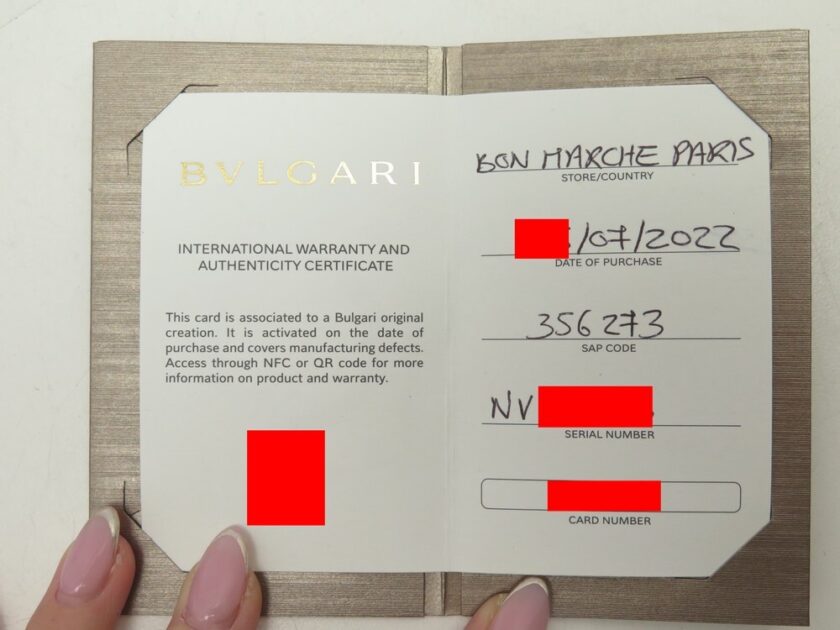 BVLGARI
INTERNATIONAL WARRANTY AND
AUTHENTICITY CERTIFICATE
This card is associated to a Bulgari original
creation. It is activated on the date of
purchase and covers manufacturing defects.
Access through NFC or QR code for more
information on product and warranty.
BON MARCHE PARIS
STORE/COUNTRY
/07/2022
DATE OF PURCHASE
356273
SAP CODE
NV
SERIAL NUMBER
CARD NUMBER